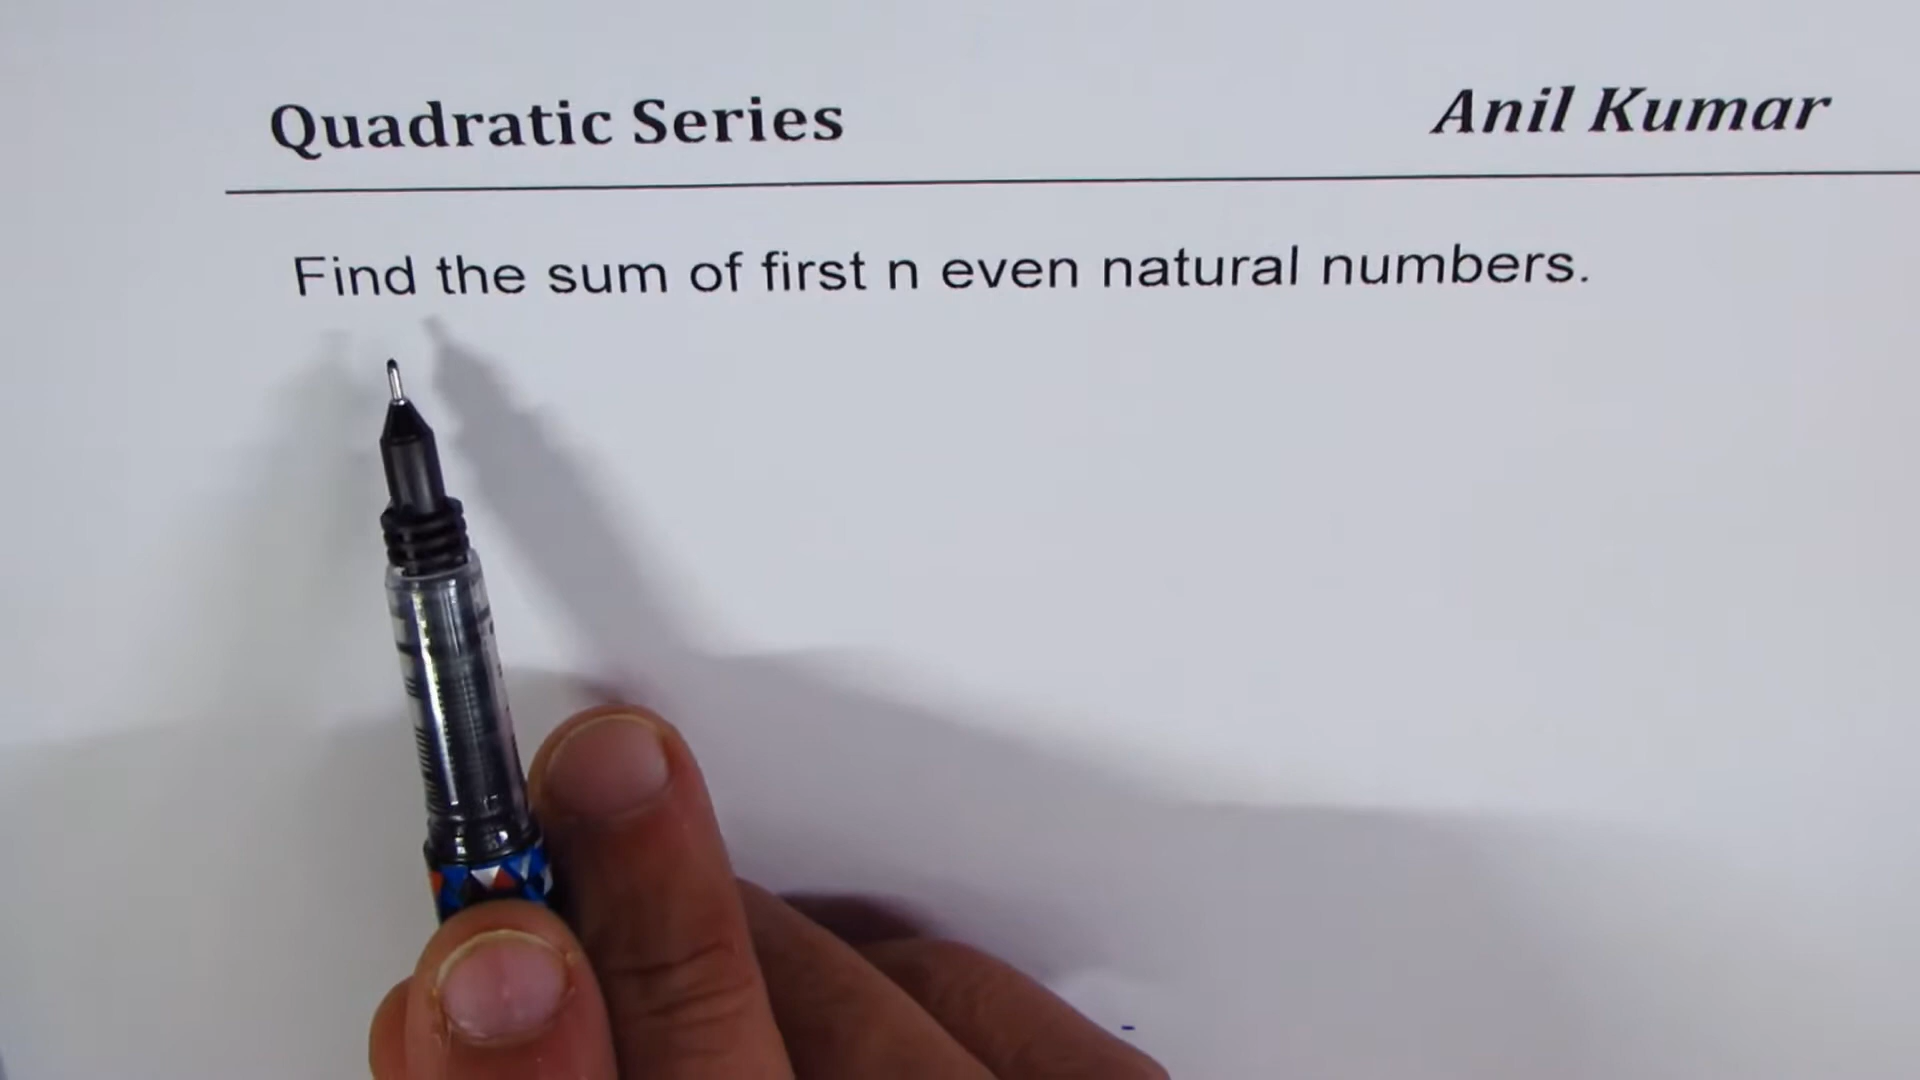 Quadratic Series
Anil Kumar
Find the sum of first n even natural numbers.